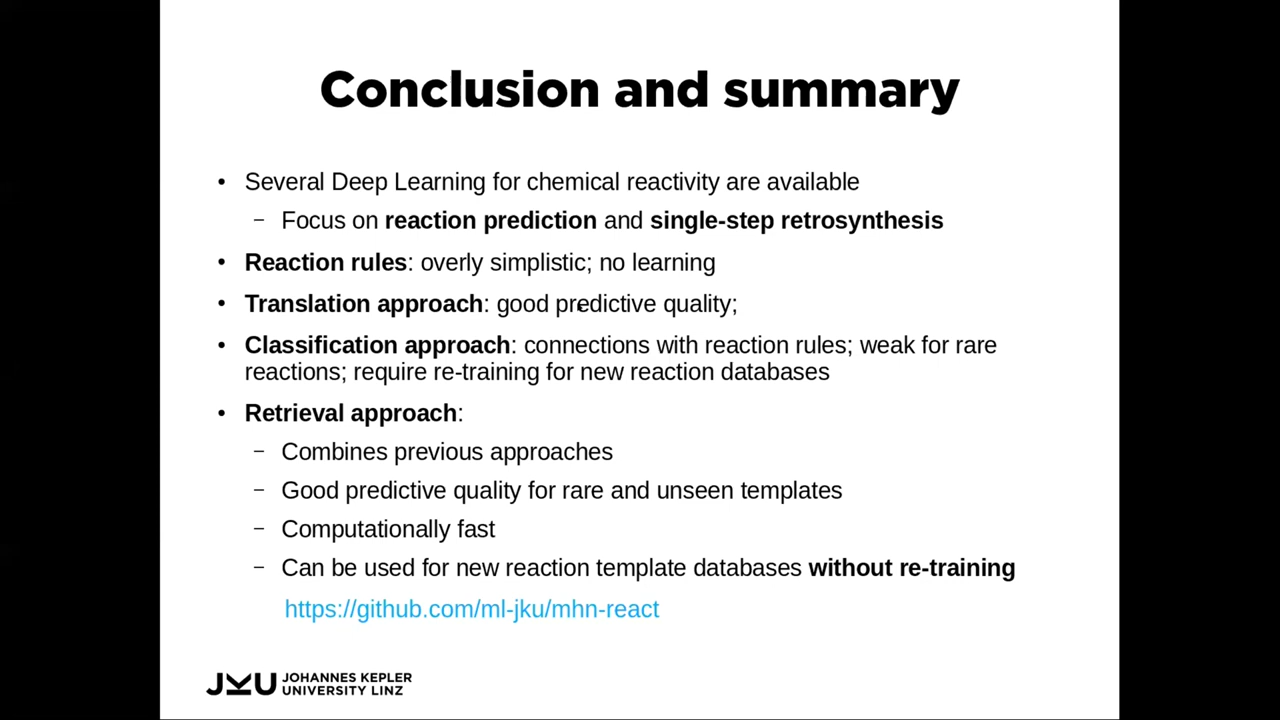 Conclusion and summary
• Several Deep Learning for chemical reactivity are available
– Focus on reaction prediction and single-step retrosynthesis
• Reaction rules: overly simplistic; no learning
• Translation approach: good predictive quality;
• Classification approach: connections with reaction rules; weak for rare
reactions; require re-training for new reaction databases
• Retrieval approach:
– Combines previous approaches
– Good predictive quality for rare and unseen templates
– Computationally fast
– Can be used for new reaction template databases without re-training
https://github.com/ml-jku/mhn-react
JKU JOHANNES KEPLER
UNIVERSITY LINZ